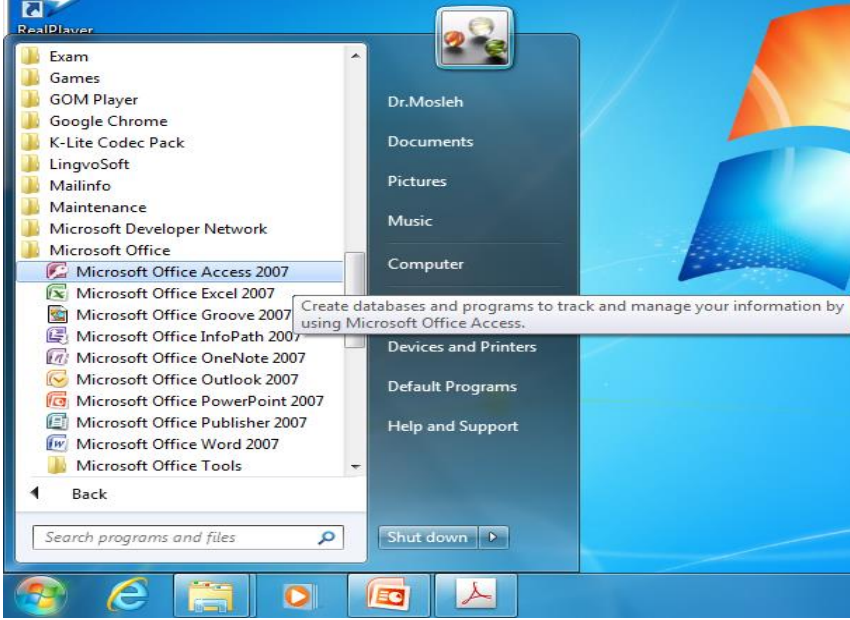 RealPlayer
Exam
Games
GOM Player
Google Chrome
K-Lite Codec Pack
LingvoSoft
Mailinfo
Maintenance
Microsoft Developer Network
Microsoft Office
Microsoft Office Access 2007
Microsoft Office Excel 2007
Microsoft Office Groove 2007
Microsoft Office InfoPath 2007
Microsoft Office OneNote 2007
Microsoft Office Outlook 2007
Microsoft Office PowerPoint 2007
Microsoft Office Publisher 2007
Microsoft Office Word 2007
Microsoft Office Tools
Back
Search programs and files
Dr.Mosleh
Documents
Pictures
Music
Computer
Create databases and programs to track and manage your information by
using Microsoft Office Access.
Devices and Printers
Default Programs
Help and Support
Shut down